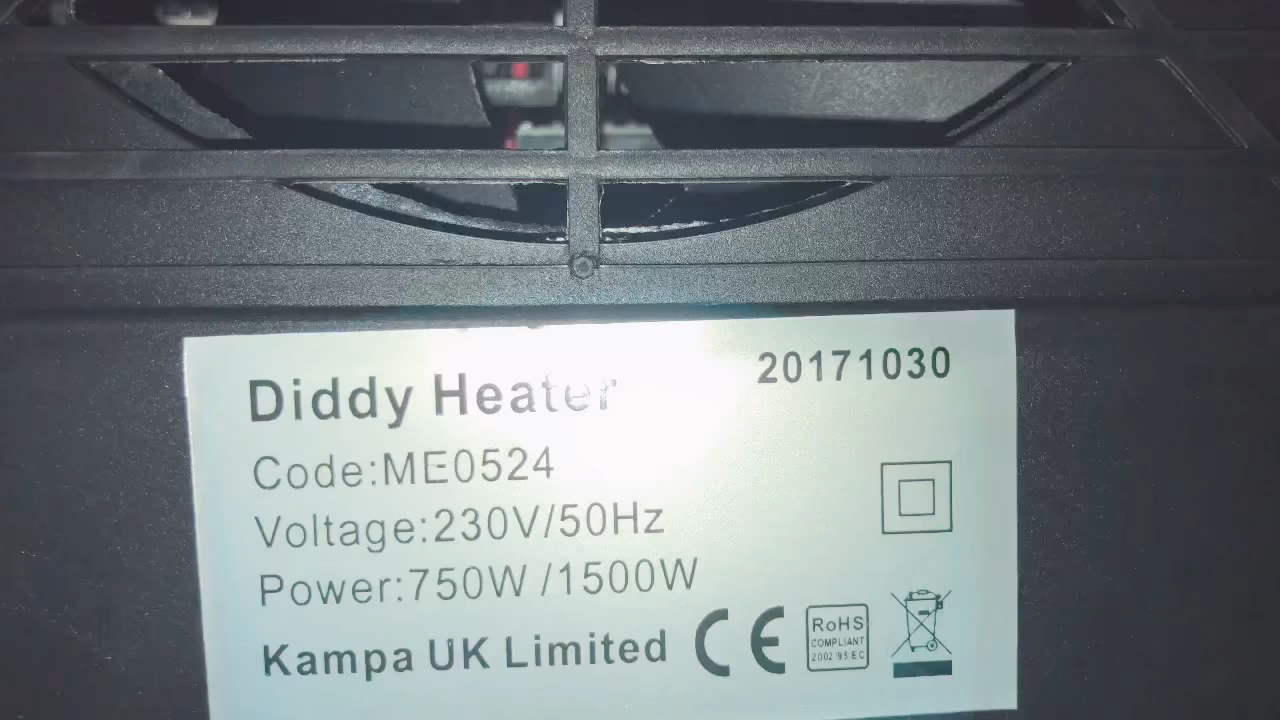 Diddy Heater
20171030
Code:ME0524
Voltage:230V/50Hz
Power:750W /1500W
Kampa UK Limited
CE
RoHS
COMPLIANT
2002/95/EC